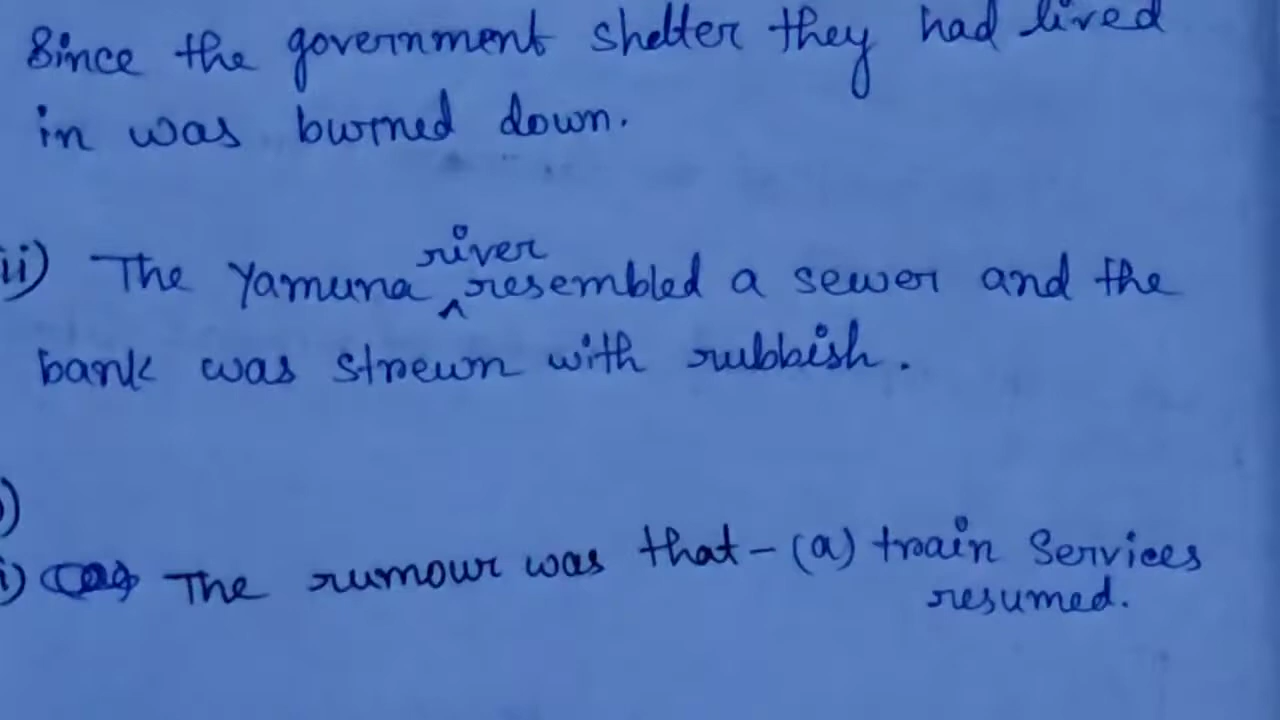 Since the government shelter they had lived
in was burned down.
ii) The Yamuna river resembled a sewer and the
bank was strewn with rubbish.
)
i) The rumour was that - (a) train Services
resumed.